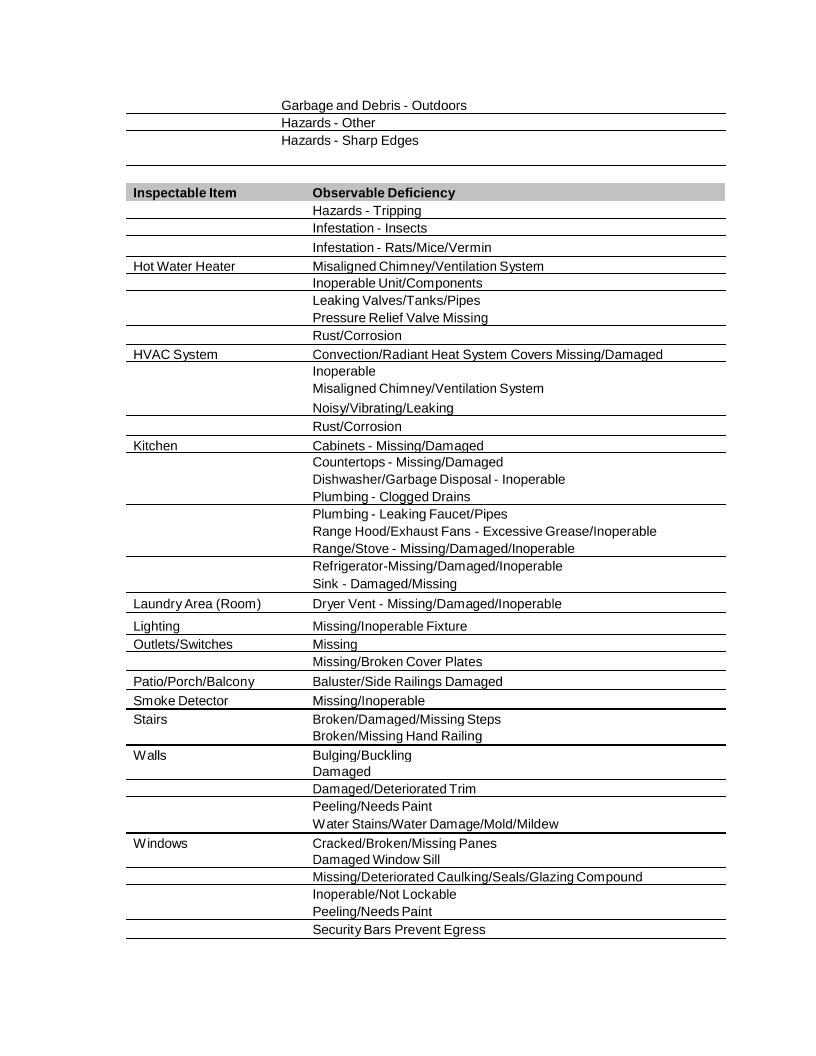 Garbage and Debris - Outdoors
Hazards - Other
Hazards - Sharp Edges
Inspectable Item Observable Deficiency
Hazards - Tripping
Infestation - Insects
Infestation - Rats/Mice/Vermin
Hot Water Heater Misaligned Chimney/Ventilation System
Inoperable Unit/Components
Leaking Valves/Tanks/Pipes
Pressure Relief Valve Missing
Rust/Corrosion
HVAC System Convection/Radiant Heat System Covers Missing/Damaged
Inoperable
Misaligned Chimney/Ventilation System
Noisy/Vibrating/Leaking
Rust/Corrosion
Kitchen Cabinets - Missing/Damaged
Countertops - Missing/Damaged
Dishwasher/Garbage Disposal - Inoperable
Plumbing - Clogged Drains
Plumbing - Leaking Faucet/Pipes
Range Hood/Exhaust Fans - Excessive Grease/Inoperable
Range/Stove - Missing/Damaged/Inoperable
Refrigerator-Missing/Damaged/Inoperable
Sink - Damaged/Missing
Laundry Area (Room) Dryer Vent - Missing/Damaged/Inoperable
Lighting Missing/Inoperable Fixture
Outlets/Switches Missing
Missing/Broken Cover Plates
Patio/Porch/Balcony Baluster/Side Railings Damaged
Smoke Detector Missing/Inoperable
Stairs Broken/Damaged/Missing Steps
Broken/Missing Hand Railing
Walls Bulging/Buckling
Damaged
Damaged/Deteriorated Trim
Peeling/Needs Paint
Water Stains/Water Damage/Mold/Mildew
Windows Cracked/Broken/Missing Panes
Damaged Window Sill
Missing/Deteriorated Caulking/Seals/Glazing Compound
Inoperable/Not Lockable
Peeling/Needs Paint
Security Bars Prevent Egress